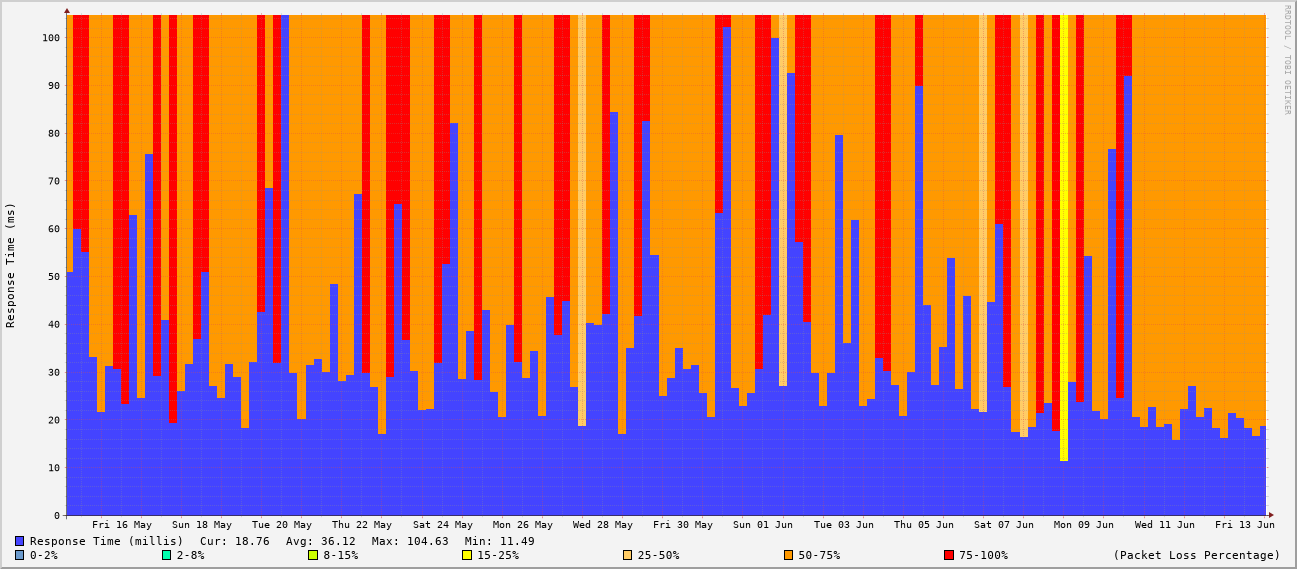 RRDTOOL / TOBI OETIKER
Response Time (ms)
100
90
80
70
60
50
40
30
20
10
0
Fri 16 May Sun 18 May Tue 20 May Thu 22 May Sat 24 May Mon 26 May Wed 28 May Fri 30 May Sun 01 Jun Tue 03 Jun Thu 05 Jun Sat 07 Jun Mon 09 Jun Wed 11 Jun Fri 13 Jun
Response Time (millis) Cur: 18.76 Avg: 36.12 Max: 104.63 Min: 11.49
0-2% 2-8% 8-15% 15-25% 25-50% 50-75% 75-100% (Packet Loss Percentage)